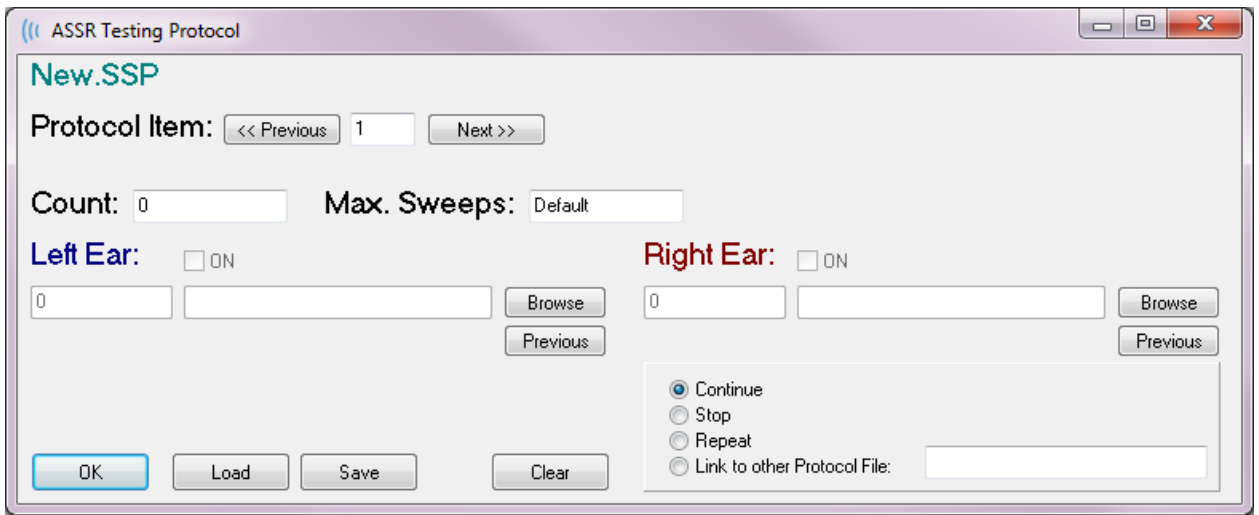 ASSR Testing Protocol
New.SSP
Protocol Item: << Previous 1 Next >>
Count: 0 Max. Sweeps: Default
Left Ear: ON Right Ear: ON
0 Browse 0 Browse
Previous Previous
Continue
Stop
Repeat
Link to other Protocol File:
OK Load Save Clear